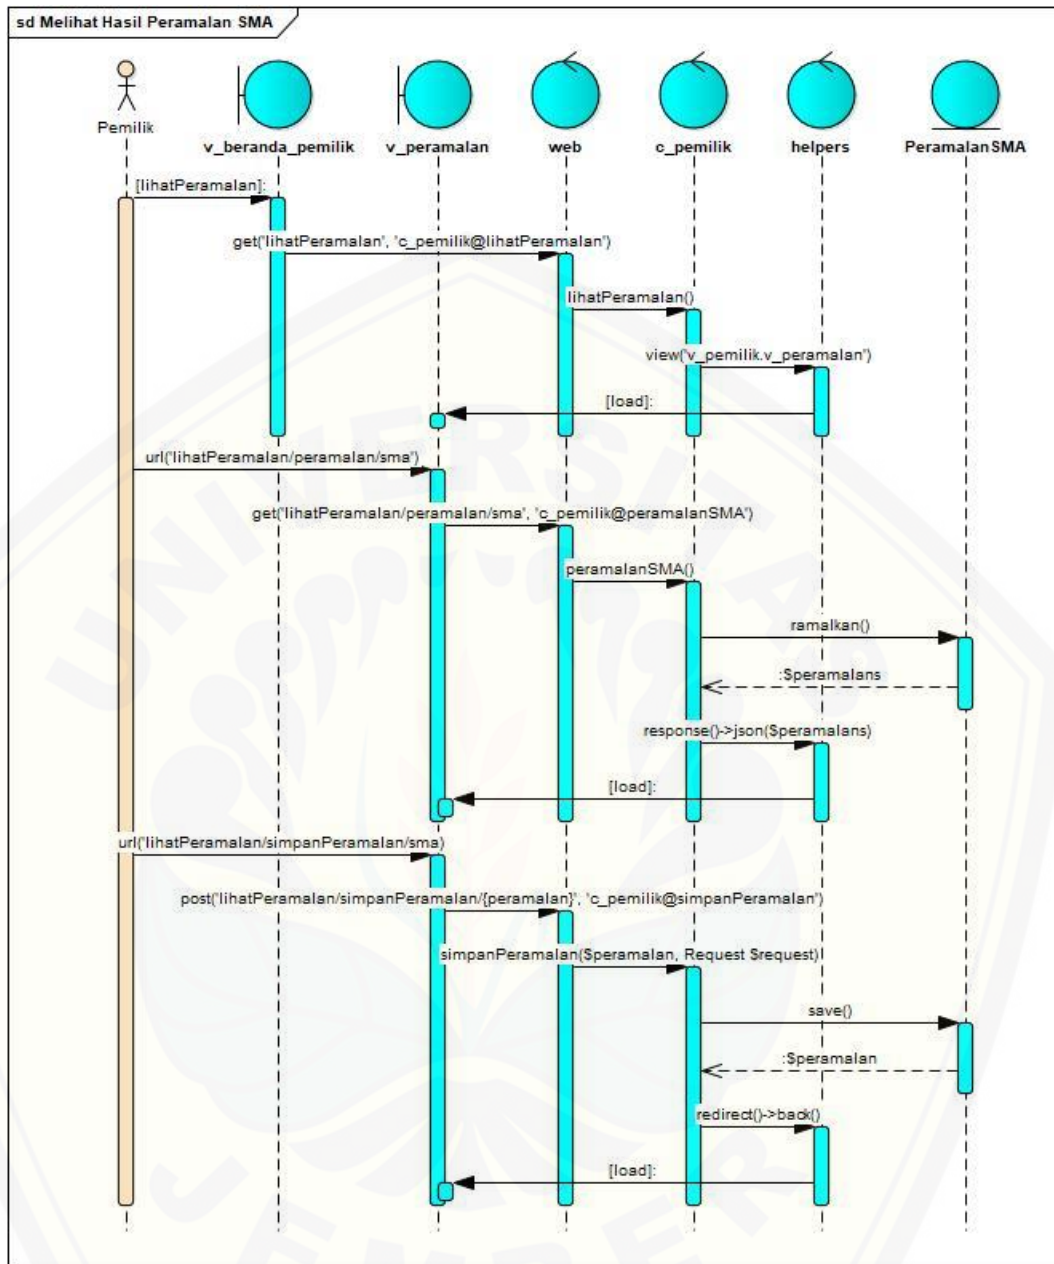 sd Melihat Hasil Peramalan SMA
Pemilik
v_beranda_pemilik
v_peramalan
web
c_pemilik
helpers
PeramalanSMA
[lihatPeramalan]:
get('lihatPeramalan', 'c_pemilik@lihatPeramalan')
lihatPeramalan()
view('v_pemilik.v_peramalan')
[load]:
url('lihatPeramalan/peramalan/sma')
get('lihatPeramalan/peramalan/sma', 'c_pemilik@peramalanSMA')
peramalanSMA()
ramalkan()
:$peramalans
response()->json($peramalans)
[load]:
url('lihatPeramalan/simpanPeramalan/sma)
post('lihatPeramalan/simpanPeramalan/{peramalan}', 'c_pemilik@simpanPeramalan')
simpanPeramalan($peramalan, Request $request)
save()
:$peramalan
redirect()->back()
[load]:
UNIVERSITAS
JEMBER